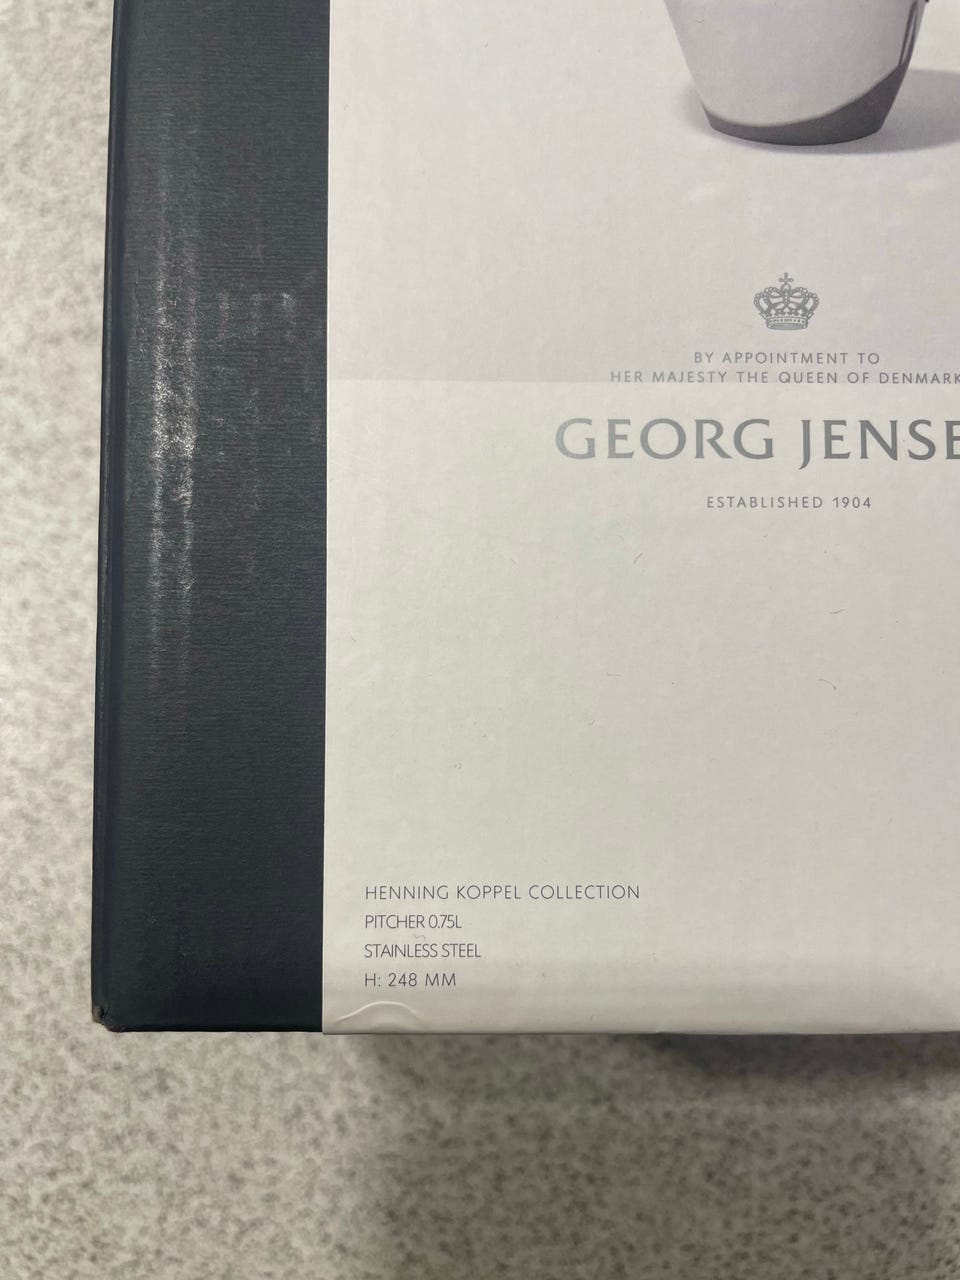 BY APPOINTMENT TO
HER MAJESTY THE QUEEN OF DENMARK
GEORG JENSE
ESTABLISHED 1904
HENNING KOPPEL COLLECTION
PITCHER 0.75L
STAINLESS STEEL
H: 248 MM